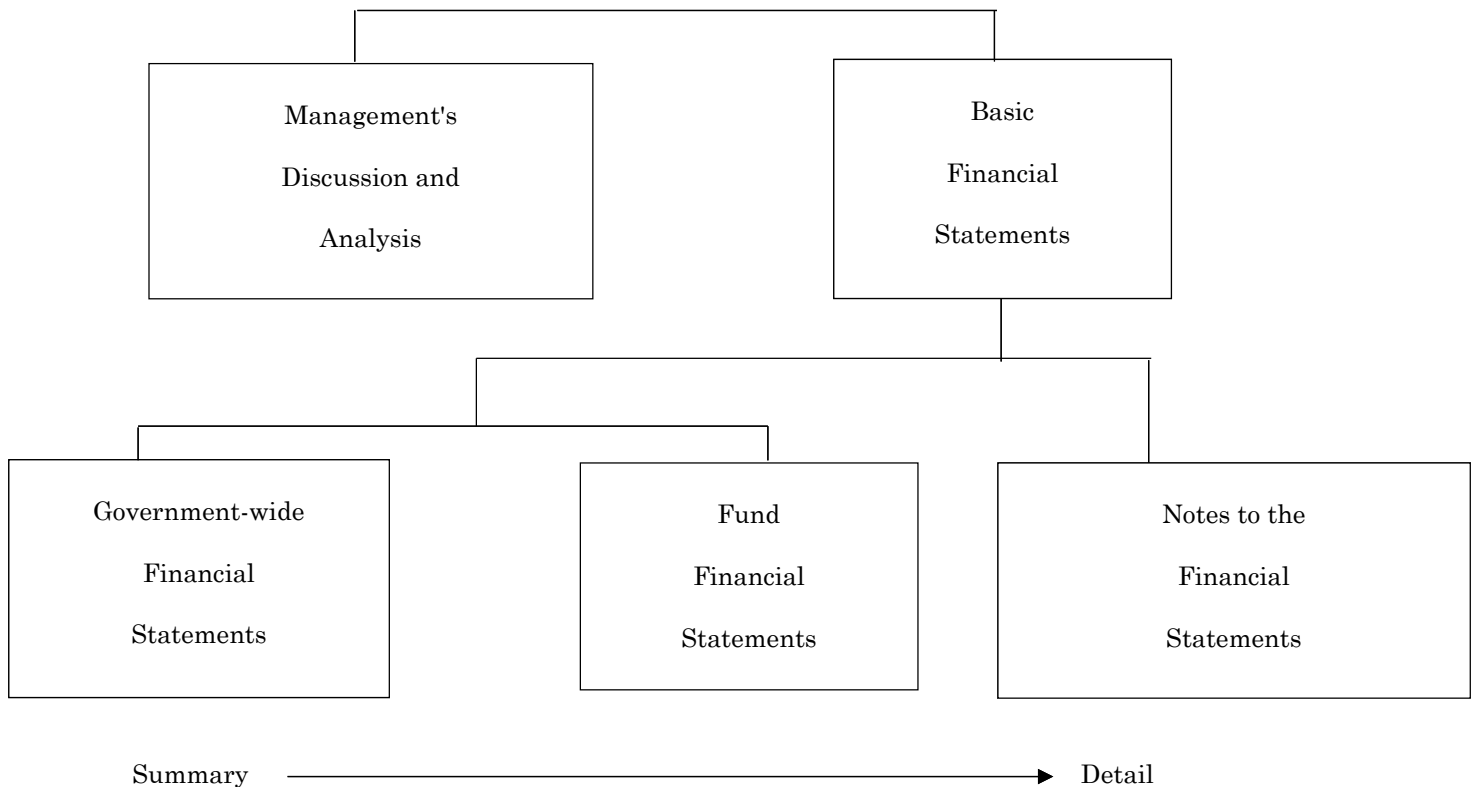 Management's
Discussion and
Analysis
Basic
Financial
Statements
Government-wide
Financial
Statements
Fund
Financial
Statements
Notes to the
Financial
Statements
Summary
Detail